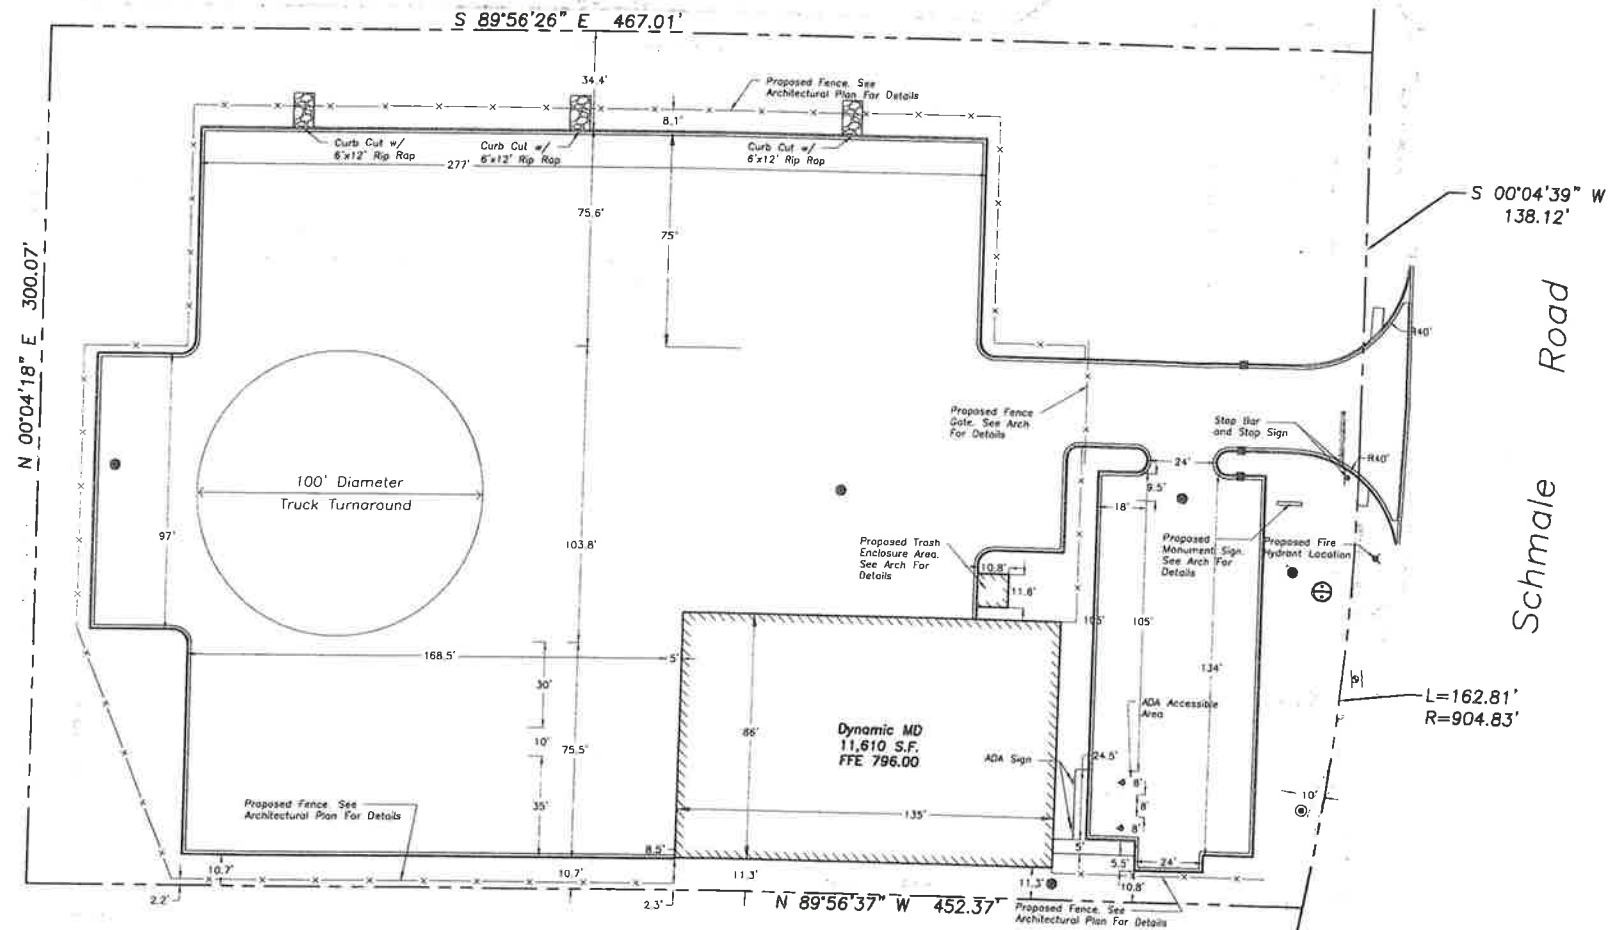 S 89°56'26" E 467.01'
34.4'
Proposed Fence. See
Architectural Plan For Details
8.1'
Curb Cut w/
6'x12' Rip Rap
Curb Cut w/
6'x12' Rip Rap
Curb Cut w/
6'x12' Rip Rap
277'
75.6'
75'
S 00°04'39" W
138.12'
N 00°04'18" E 300.07'
Schmale Road
R40'
Proposed Fence
Gate. See Arch
For Details
Stop Bar
and Stop Sign
R40'
24'
9.5'
18'
100' Diameter
Truck Turnaround
97'
103.8'
Proposed Trash
Enclosure Area.
See Arch For
Details
10.8'
11.8'
Proposed
Monument Sign.
See Arch For
Details
Proposed Fire
Hydrant Location
105'
105'
134'
168.5'
5'
30'
10'
75.5'
35'
86'
Dynamic MD
11,610 S.F.
FFE 796.00
ADA Sign
24.5'
ADA Accessible
Area
8'
8'
8'
L=162.81'
R=904.83'
10'
135'
Proposed Fence. See
Architectural Plan For Details
8.5'
5'
5.5'
24'
10.7'
10.7'
11.3'
11.3'
10.8'
2.2'
2.3'
N 89°56'37" W 452.37'
Proposed Fence. See
Architectural Plan For Details